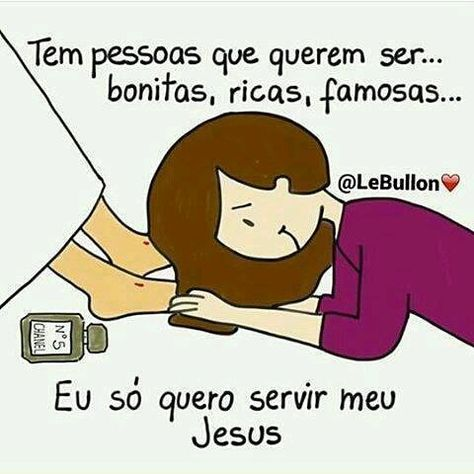 Tem pessoas que querem ser...
bonitas, ricas, famosas...
@LeBullon
Nº5
CHANEL
Eu só quero servir meu
Jesus